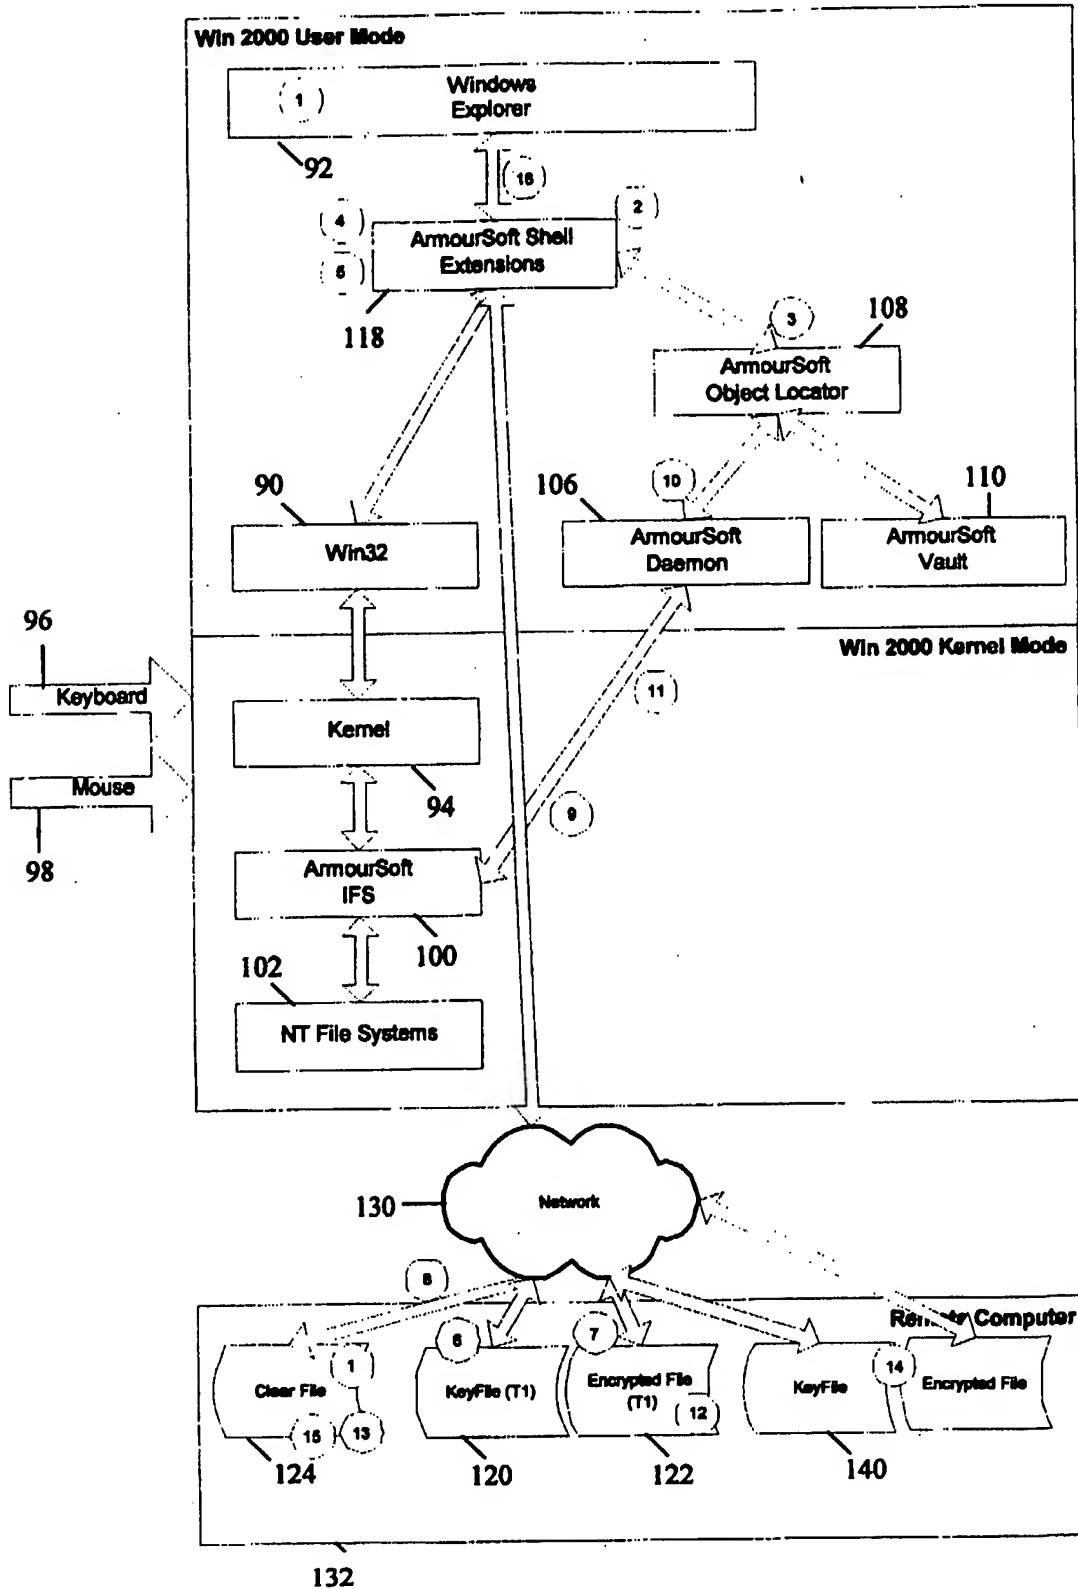 Win 2000 User Mode
1
Windows
Explorer
92
16
4
2
ArmourSoft Shell
Extensions
5
118
3
108
ArmourSoft
Object Locator
90
106
10
110
Win32
ArmourSoft
Daemon
ArmourSoft
Vault
96
Win 2000 Kernel Mode
Keyboard
11
Kernel
Mouse
94
9
98
ArmourSoft
IFS
100
102
NT File Systems
130
Network
8
Remote Computer
6
7
1
14
Clear File
KeyFile (T1)
Encrypted File
(T1)
KeyFile
Encrypted File
12
15
13
124
120
122
140
132